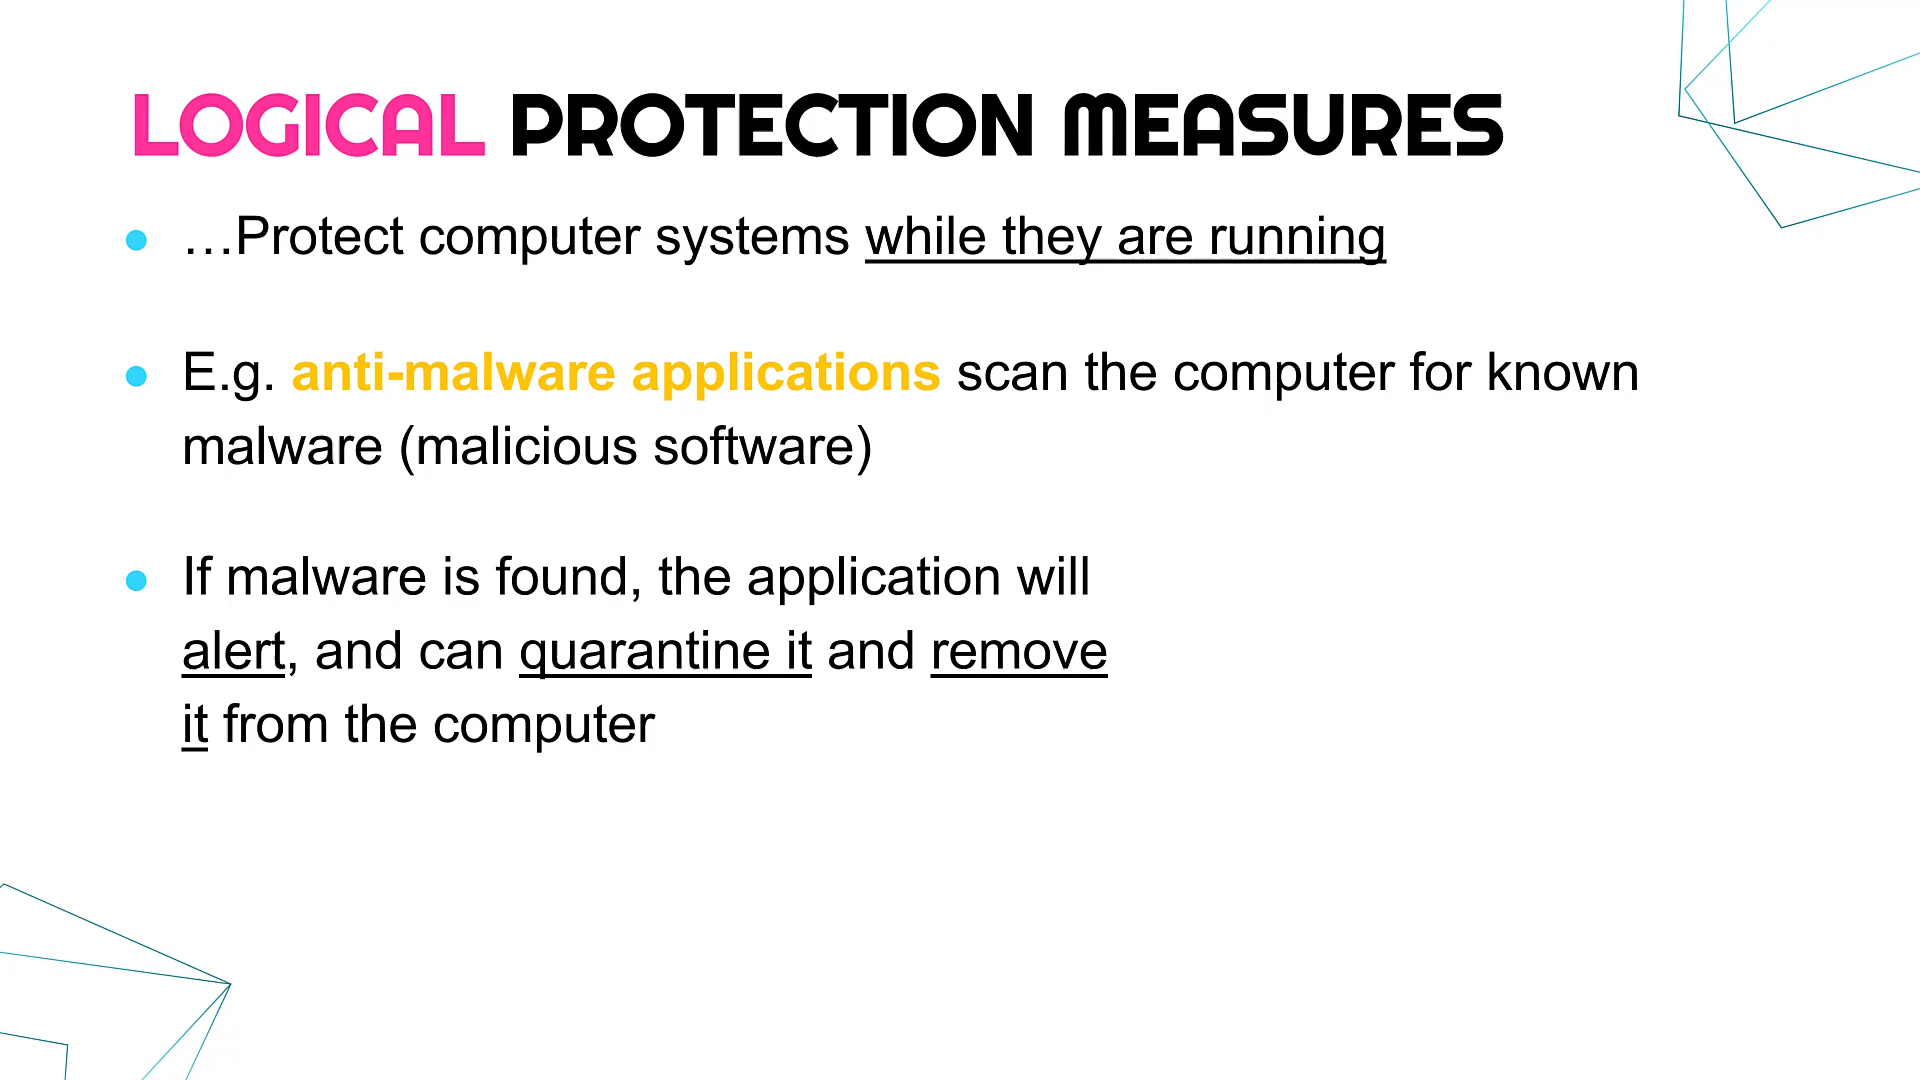 LOGICAL PROTECTION MEASURES
● …Protect computer systems while they are running
● E.g. anti-malware applications scan the computer for known
malware (malicious software)
● If malware is found, the application will
alert, and can quarantine it and remove
it from the computer